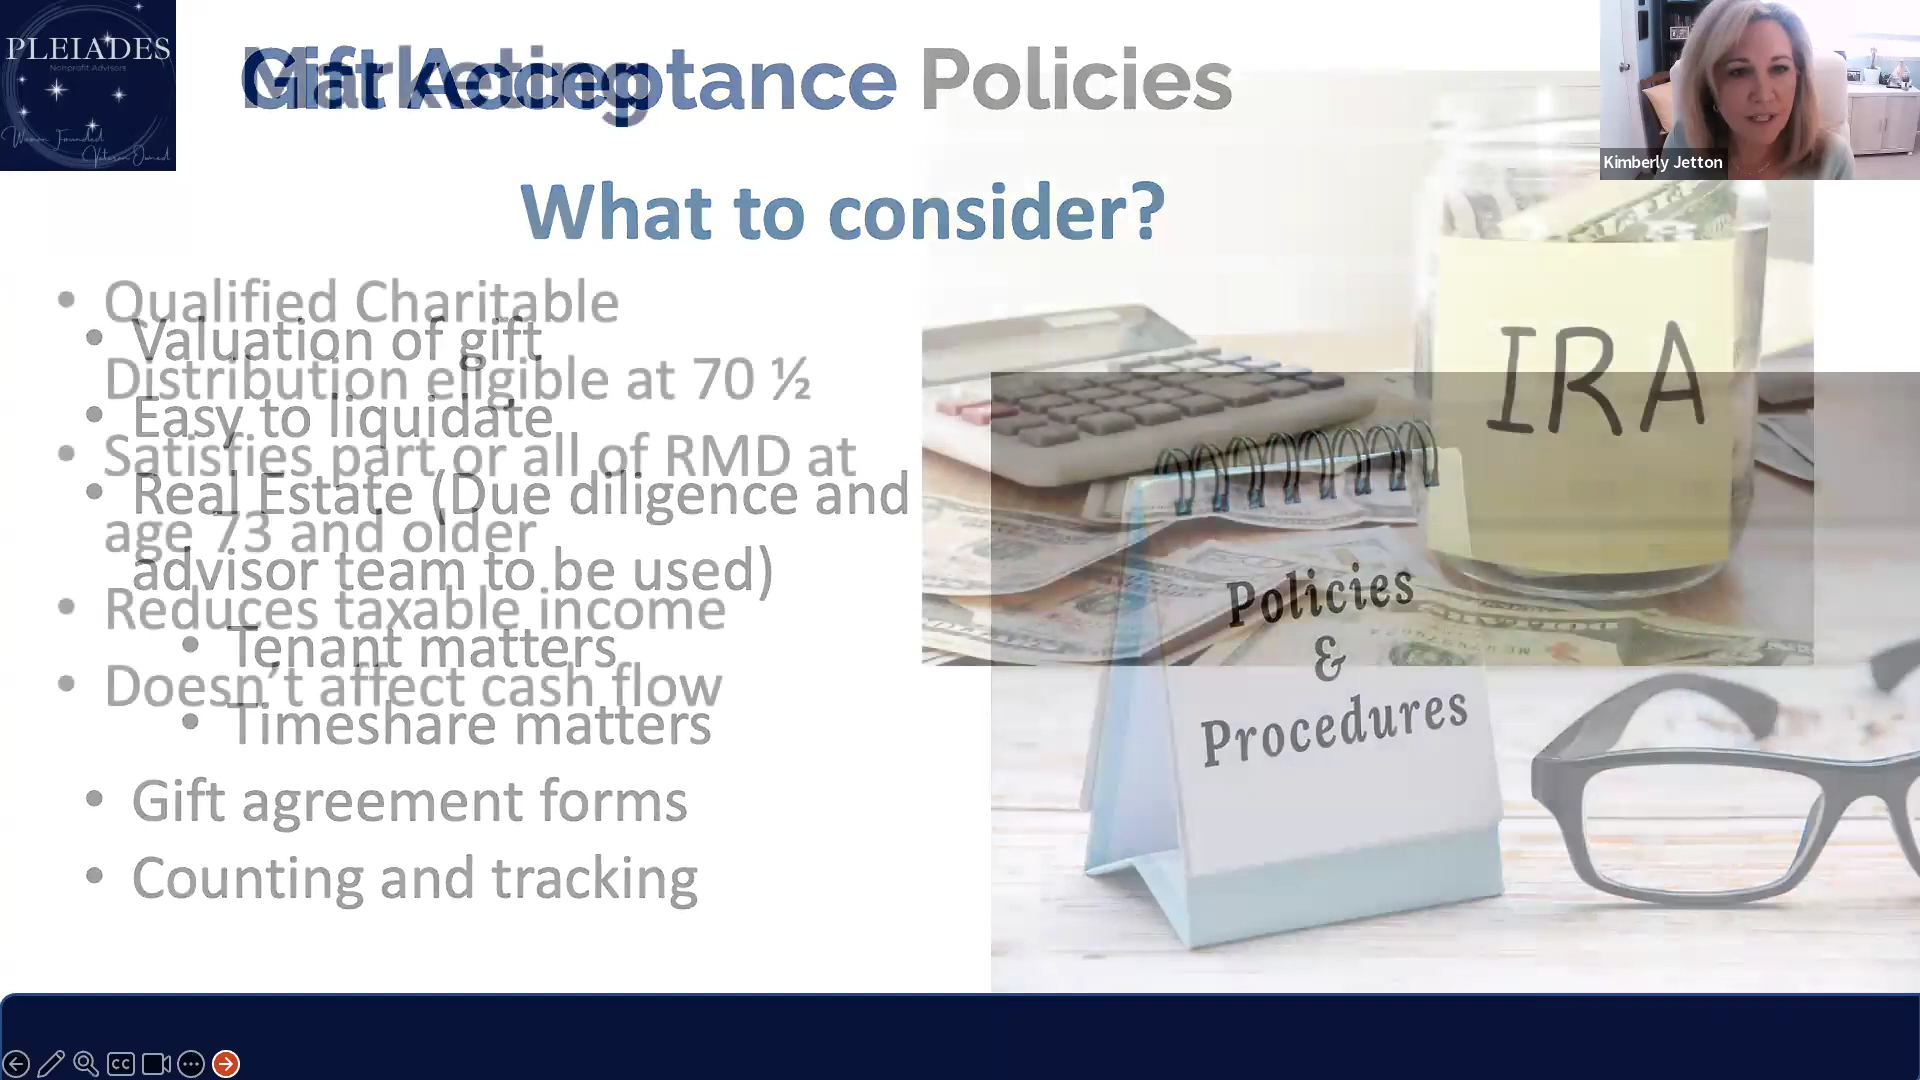 PLEIADES
Nonprofit Advisors
Woman Founded
Veteran Owned
Marketing
Gift Acceptance Policies
Kimberly Jetton
What to consider?
• Qualified Charitable
Distribution eligible at 70 ½
• Satisfies part or all of RMD at
age 73 and older
• Reduces taxable income
• Doesn’t affect cash flow
• Valuation of gift
• Easy to liquidate
• Real Estate (Due diligence and
advisor team to be used)
• Tenant matters
• Timeshare matters
• Gift agreement forms
• Counting and tracking
IRA
Policies
&
Procedures
CC